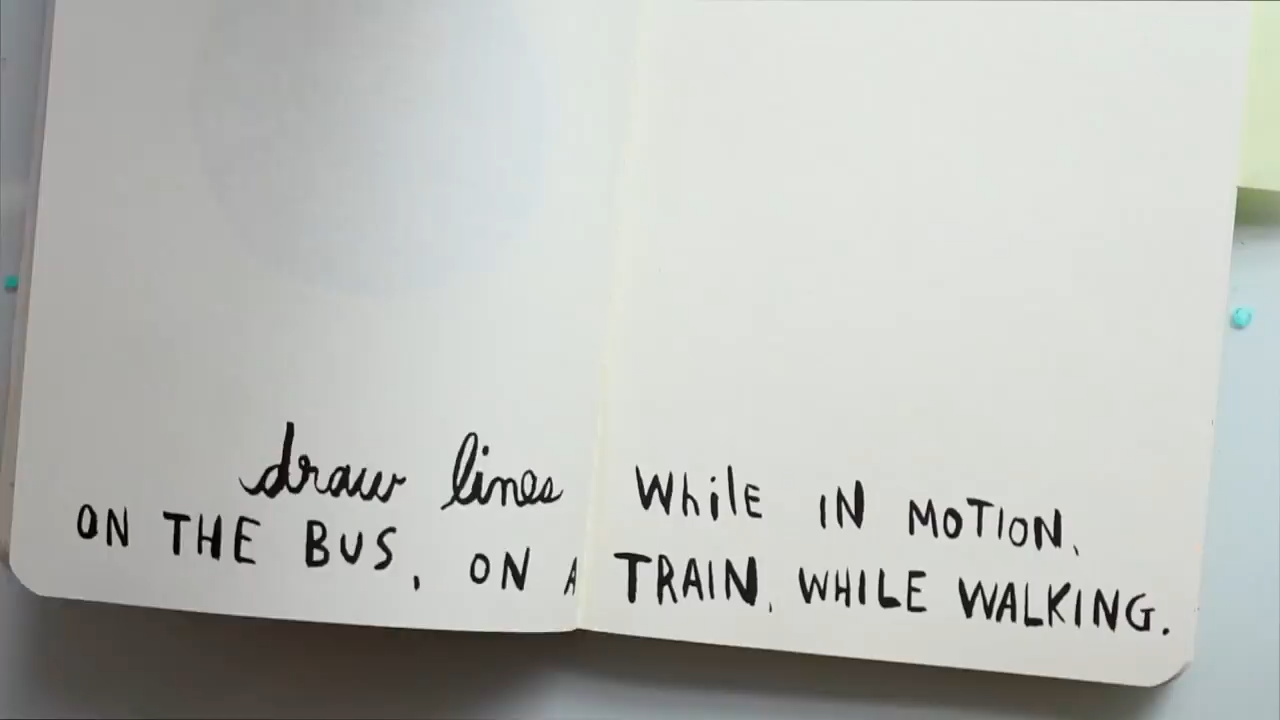 draw lines WhilE IN MOTION,
ON THE BUS, ON A TRAIN, WHILE WALKING.